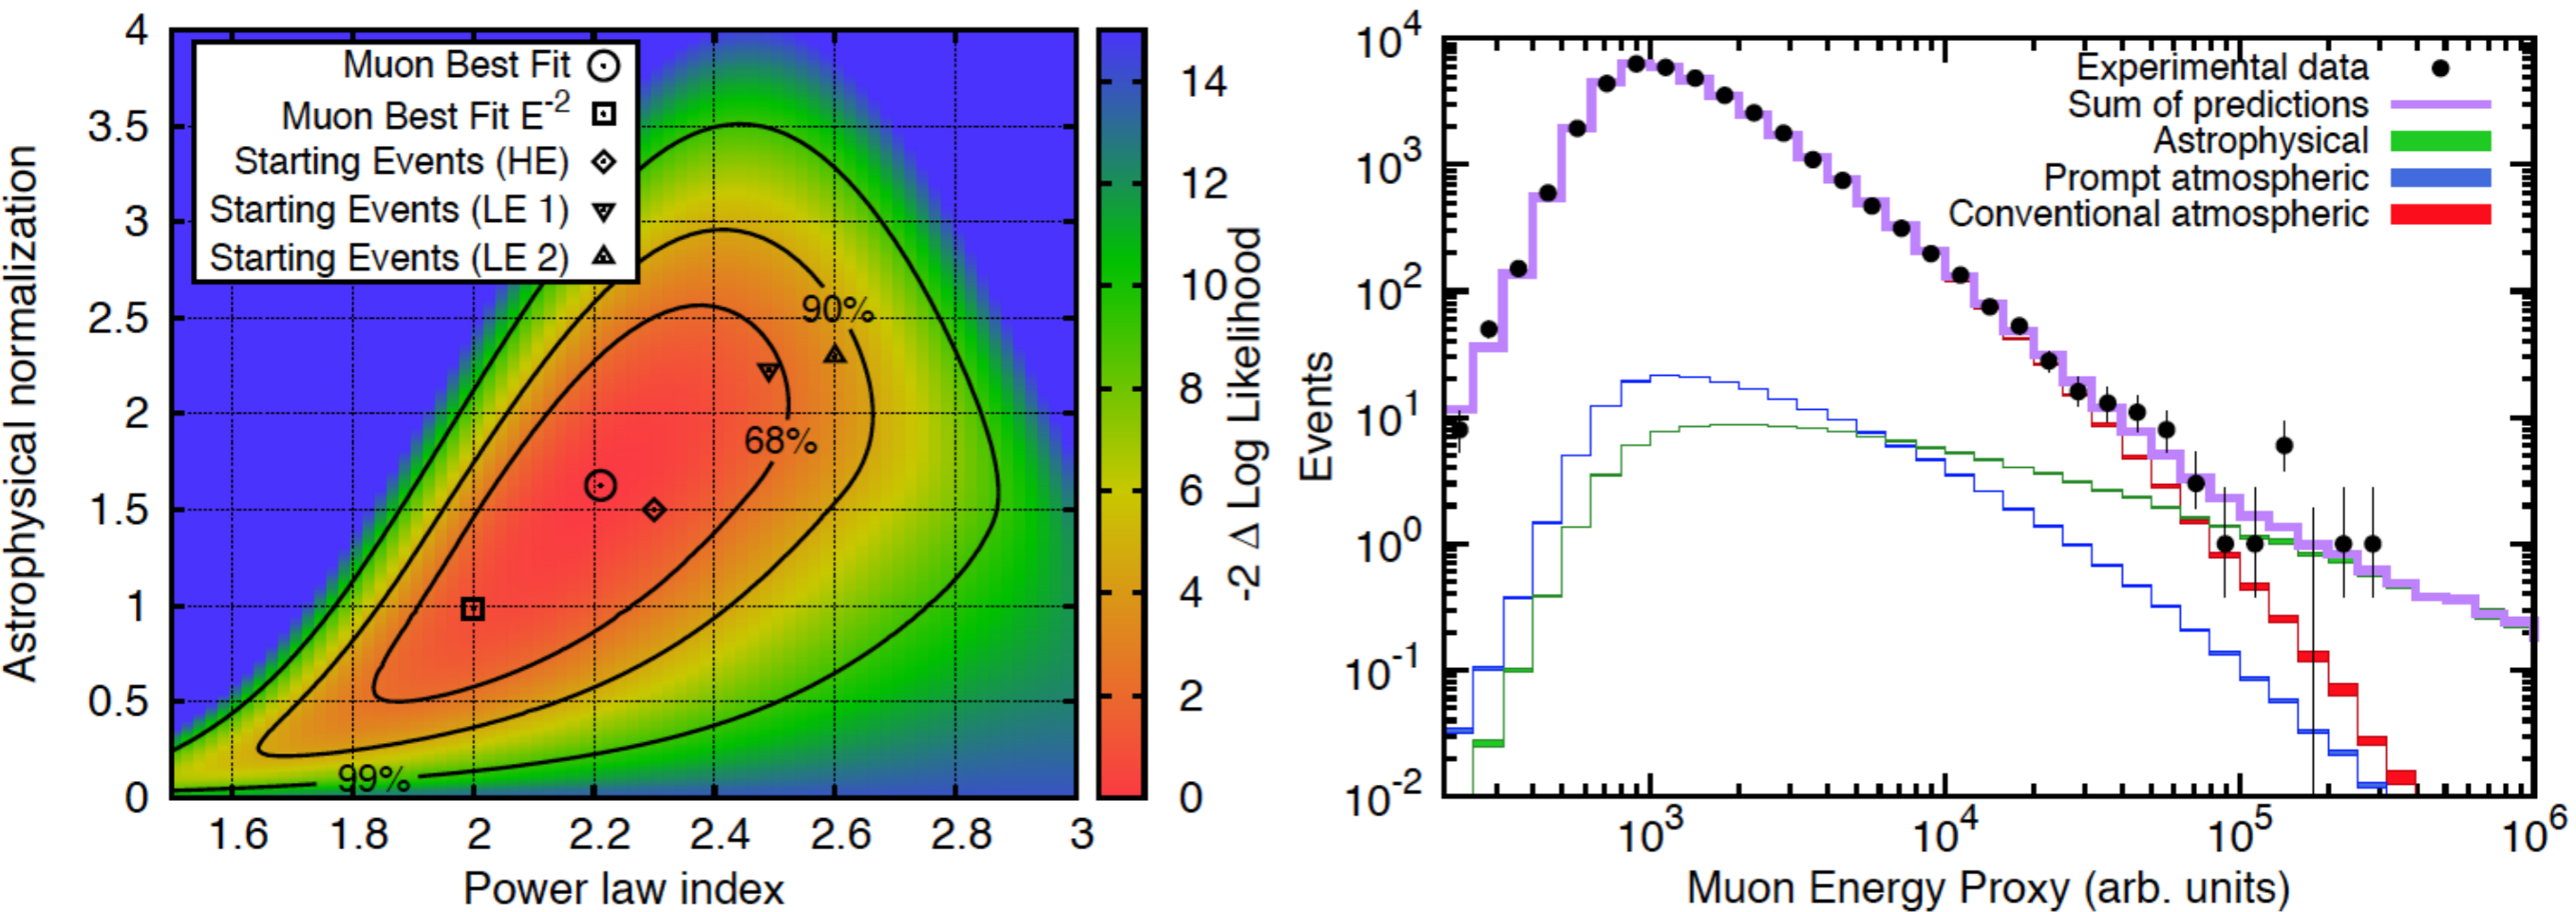 4
3.5
3
2.5
2
1.5
1
0.5
0
Astrophysical normalization
Muon Best Fit
Muon Best Fit E-2
Starting Events (HE)
Starting Events (LE 1)
Starting Events (LE 2)
90%
68%
99%
1.6 1.8 2 2.2 2.4 2.6 2.8 3
Power law index
14
12
10
8
6
4
2
0
-2 Δ Log Likelihood
10^4
10^3
10^2
10^1
10^0
10^-1
10^-2
Events
Experimental data
Sum of predictions
Astrophysical
Prompt atmospheric
Conventional atmospheric
10^3 10^4 10^5 10^6
Muon Energy Proxy (arb. units)